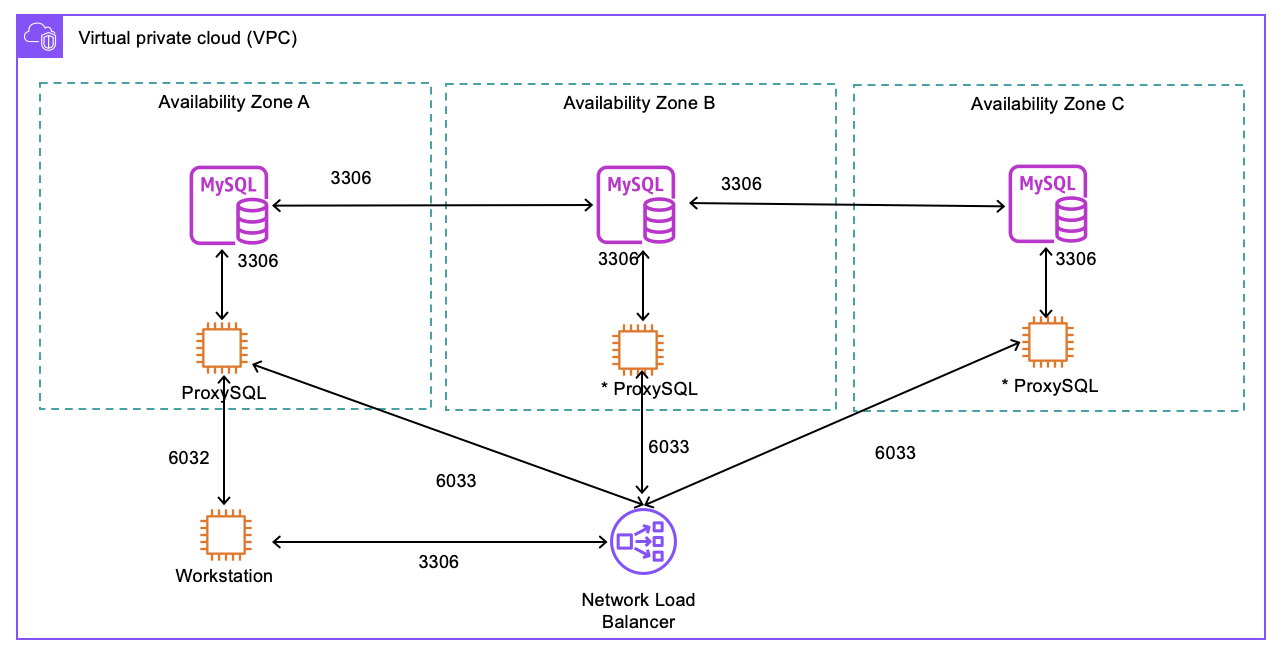 Virtual private cloud (VPC)
Availability Zone A
Availability Zone B
Availability Zone C
MySQL
3306
MySQL
3306
MySQL
3306
3306
3306
ProxySQL
* ProxySQL
* ProxySQL
6032
6033
6033
6033
3306
Workstation
Network Load
Balancer